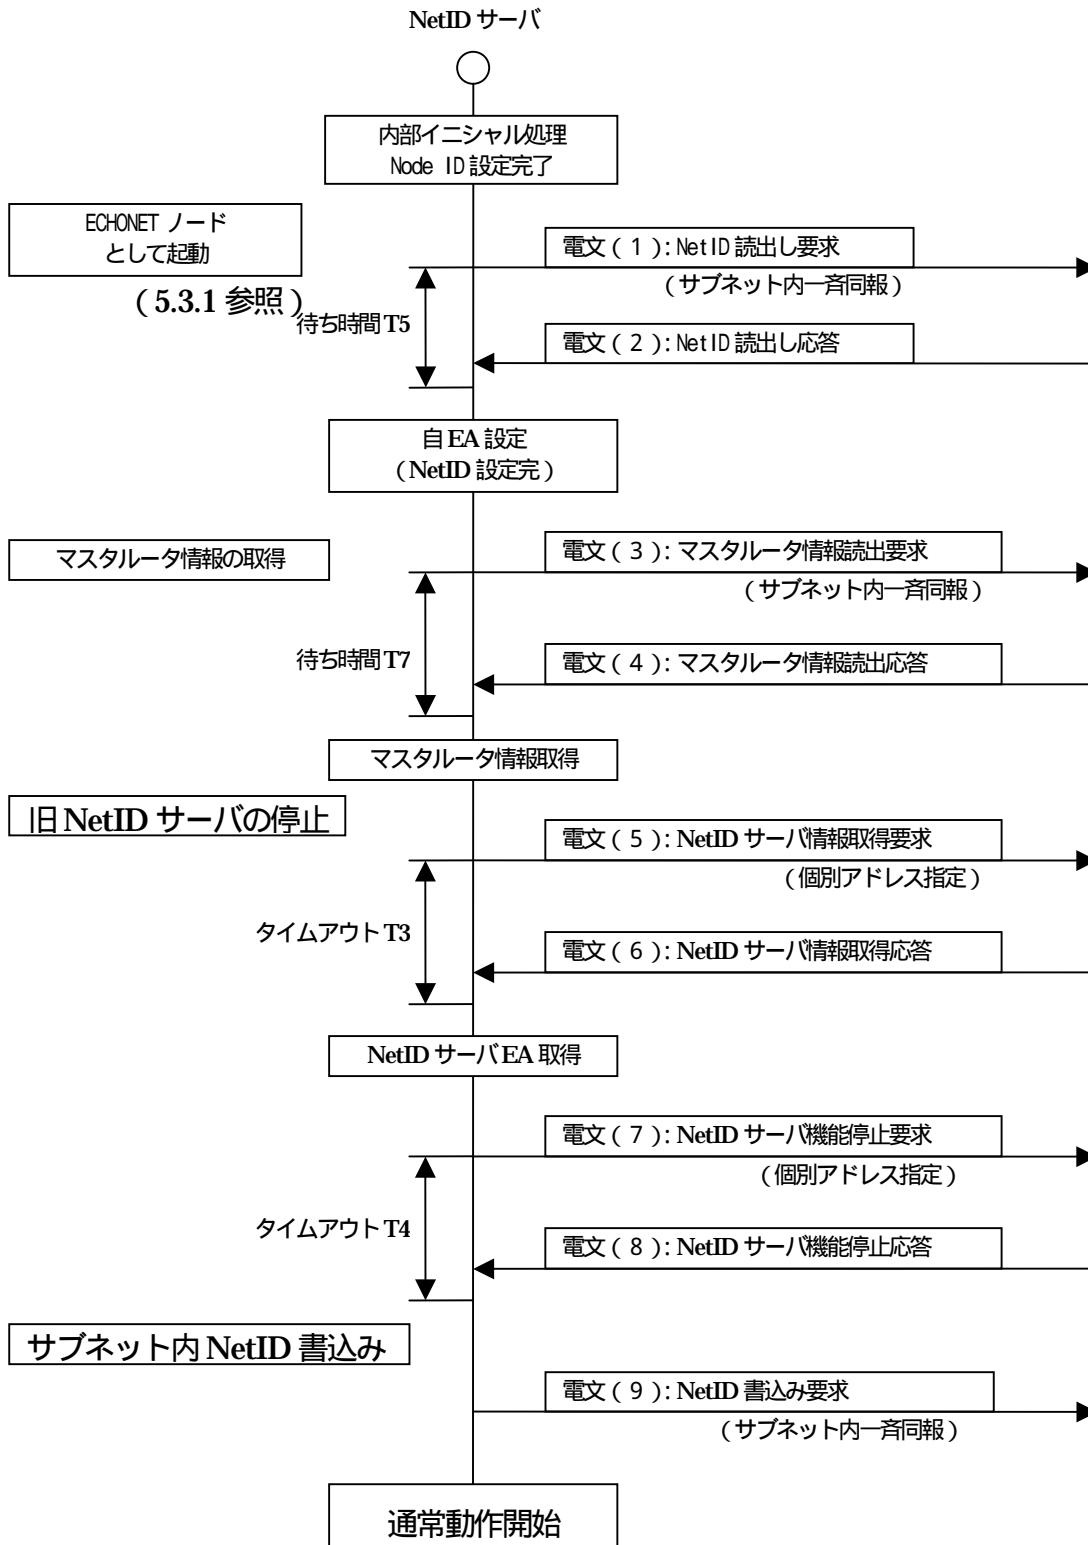 NetID サーバ
内部イニシャル処理
Node ID 設定完了
ECHONET ノード
として起動
(5.3.1 参照)
電文(1): NetID 読出し要求
(サブネット内一斉同報)
待ち時間 T5
電文(2): NetID 読出し応答
自 EA 設定
(NetID 設定完)
マスタルータ情報の取得
電文(3): マスタルータ情報読出要求
(サブネット内一斉同報)
待ち時間 T7
電文(4): マスタルータ情報読出応答
マスタルータ情報取得
旧 NetID サーバの停止
電文(5): NetID サーバ情報取得要求
(個別アドレス指定)
タイムアウト T3
電文(6): NetID サーバ情報取得応答
NetID サーバ EA 取得
電文(7): NetID サーバ機能停止要求
(個別アドレス指定)
タイムアウト T4
電文(8): NetID サーバ機能停止応答
サブネット内 NetID 書込み
電文(9): NetID 書込み要求
(サブネット内一斉同報)
通常動作開始